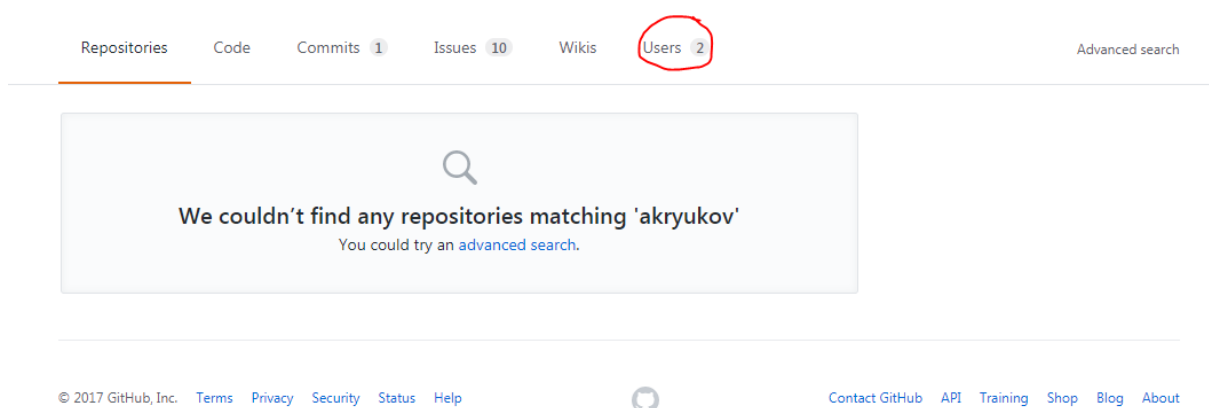 Repositories Code Commits 1 Issues 10 Wikis Users 2 Advanced search
We couldn’t find any repositories matching 'akryukov'
You could try an advanced search.
© 2017 GitHub, Inc. Terms Privacy Security Status Help Contact GitHub API Training Shop Blog About